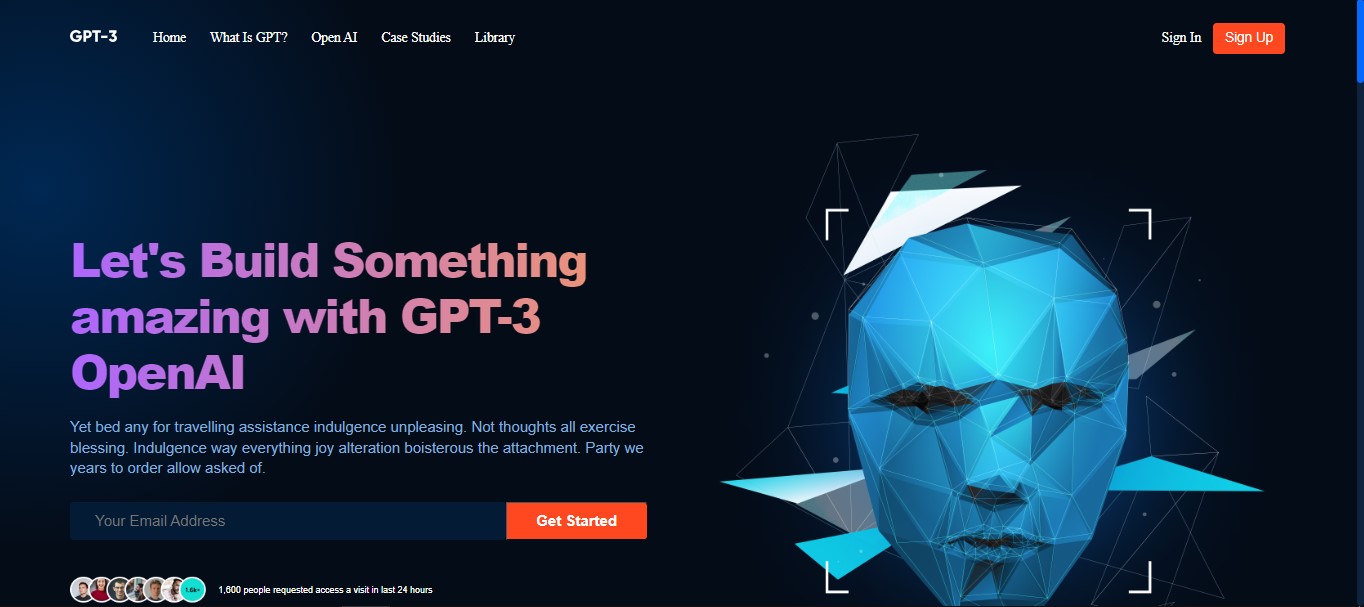 GPT-3 Home What Is GPT? Open AI Case Studies Library Sign In Sign Up
Let's Build Something
amazing with GPT-3
OpenAI
Yet bed any for travelling assistance indulgence unpleasing. Not thoughts all exercise
blessing. Indulgence way everything joy alteration boisterous the attachment. Party we
years to order allow asked of.
Your Email Address Get Started
1.6k+ 1,600 people requested access a visit in last 24 hours